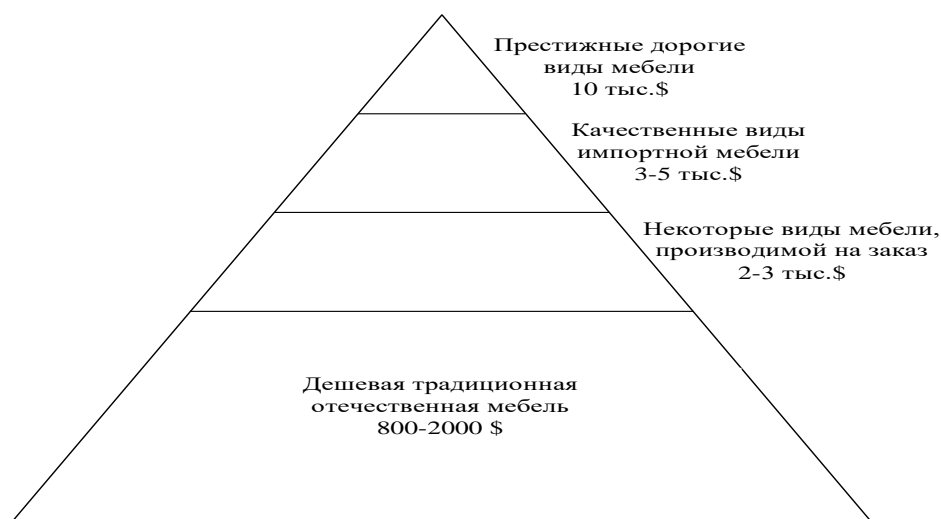 Престижные дорогие
виды мебели
10 тыс.$
Качественные виды
импортной мебели
3-5 тыс.$
Некоторые виды мебели,
производимой на заказ
2-3 тыс.$
Дешевая традиционная
отечественная мебель
800-2000 $